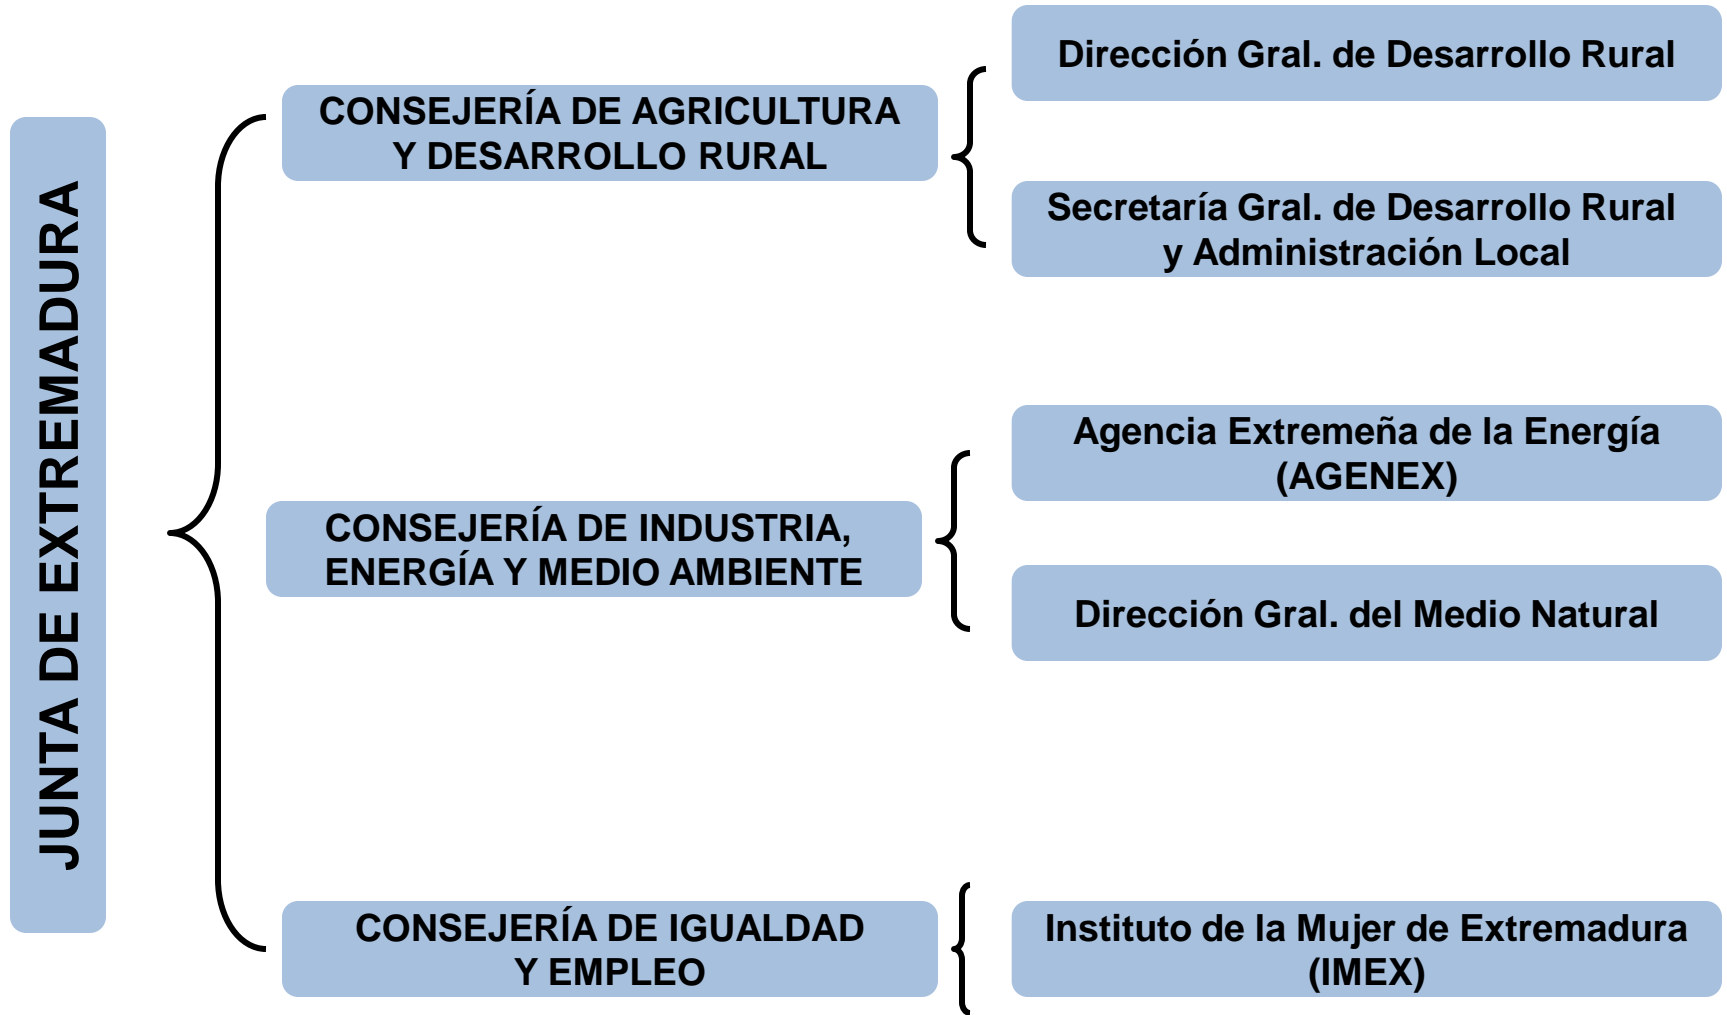 JUNTA DE EXTREMADURA
CONSEJERÍA DE AGRICULTURA
Y DESARROLLO RURAL
Dirección Gral. de Desarrollo Rural
Secretaría Gral. de Desarrollo Rural
y Administración Local
CONSEJERÍA DE INDUSTRIA,
ENERGÍA Y MEDIO AMBIENTE
Agencia Extremeña de la Energía
(AGENEX)
Dirección Gral. del Medio Natural
CONSEJERÍA DE IGUALDAD
Y EMPLEO
Instituto de la Mujer de Extremadura
(IMEX)